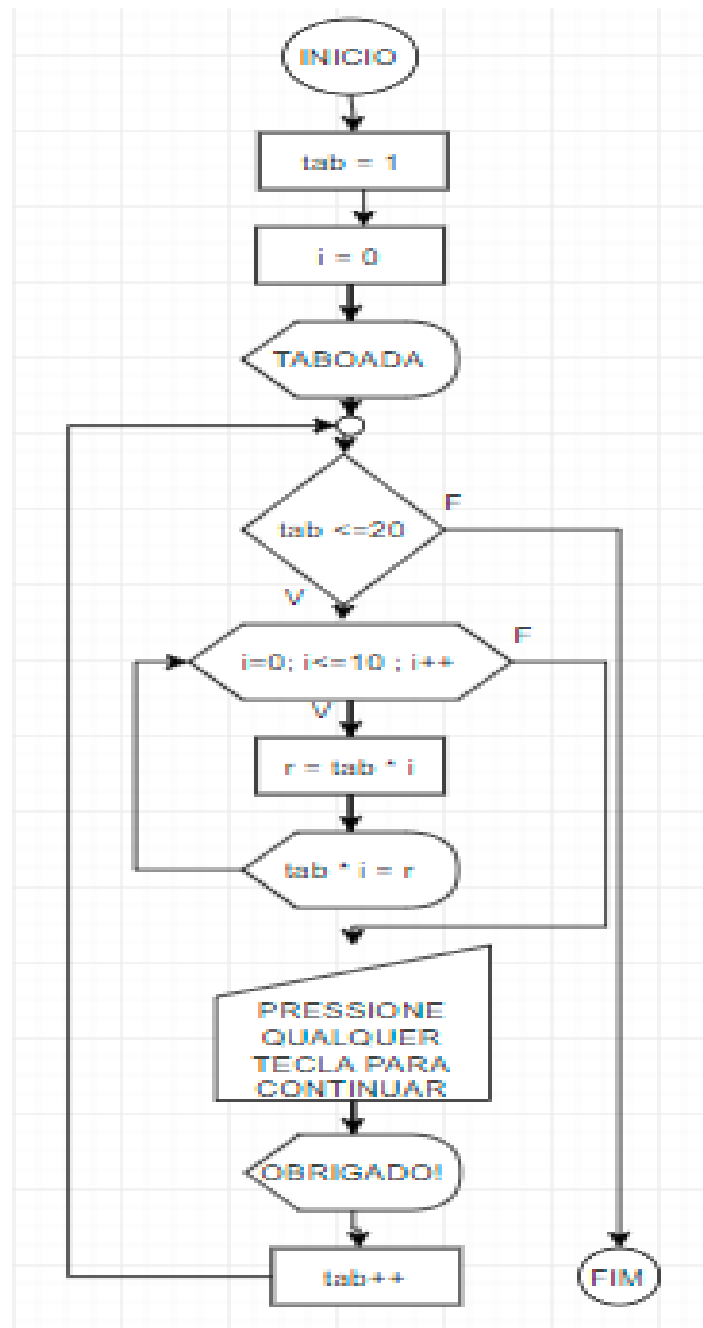 INICIO
tab = 1
i = 0
TABOADA
tab <=20
F
V
i=0; i<=10 ; i++
F
V
r = tab * i
tab * i = r
PRESSIONE
QUALQUER
TECLA PARA
CONTINUAR
OBRIGADO!
tab++
FIM